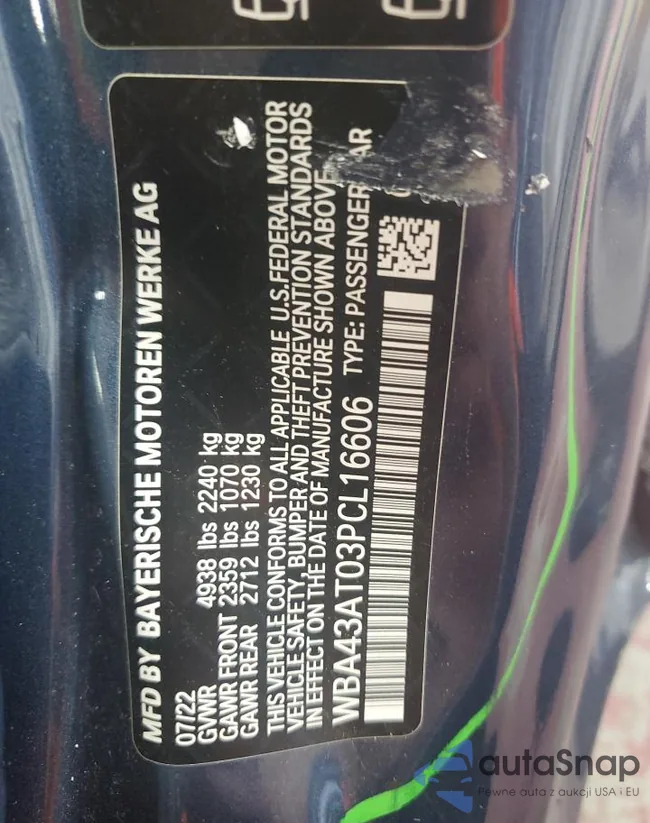 MFD BY BAYERISCHE MOTOREN WERKE AG
07/22
GVWR 4938 lbs 2240 kg
GAWR FRONT 2359 lbs 1070 kg
GAWR REAR 2712 lbs 1230 kg
THIS VEHICLE CONFORMS TO ALL APPLICABLE U.S.FEDERAL MOTOR
VEHICLE SAFETY, BUMPER AND THEFT PREVENTION STANDARDS
IN EFFECT ON THE DATE OF MANUFACTURE SHOWN ABOVE
WBA43AT03PCL16606 TYPE: PASSENGER
autoSnap
Pewne auta z aukcji USA i EU